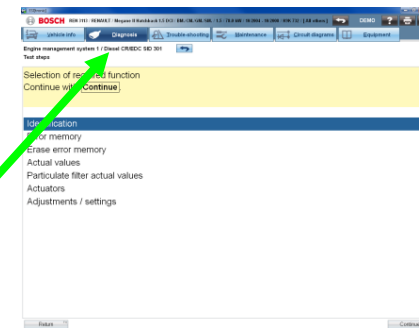 BOSCH
DEMO
Vehicle info Diagnosis Trouble-shooting Maintenance Circuit diagrams Equipment
Engine management system 1 / Diesel CR/EDC SID 301
Test steps
Selection of required function
Continue with Continue.
Identification
Error memory
Erase error memory
Actual values
Particulate filter actual values
Actuators
Adjustments / settings
Return Continue